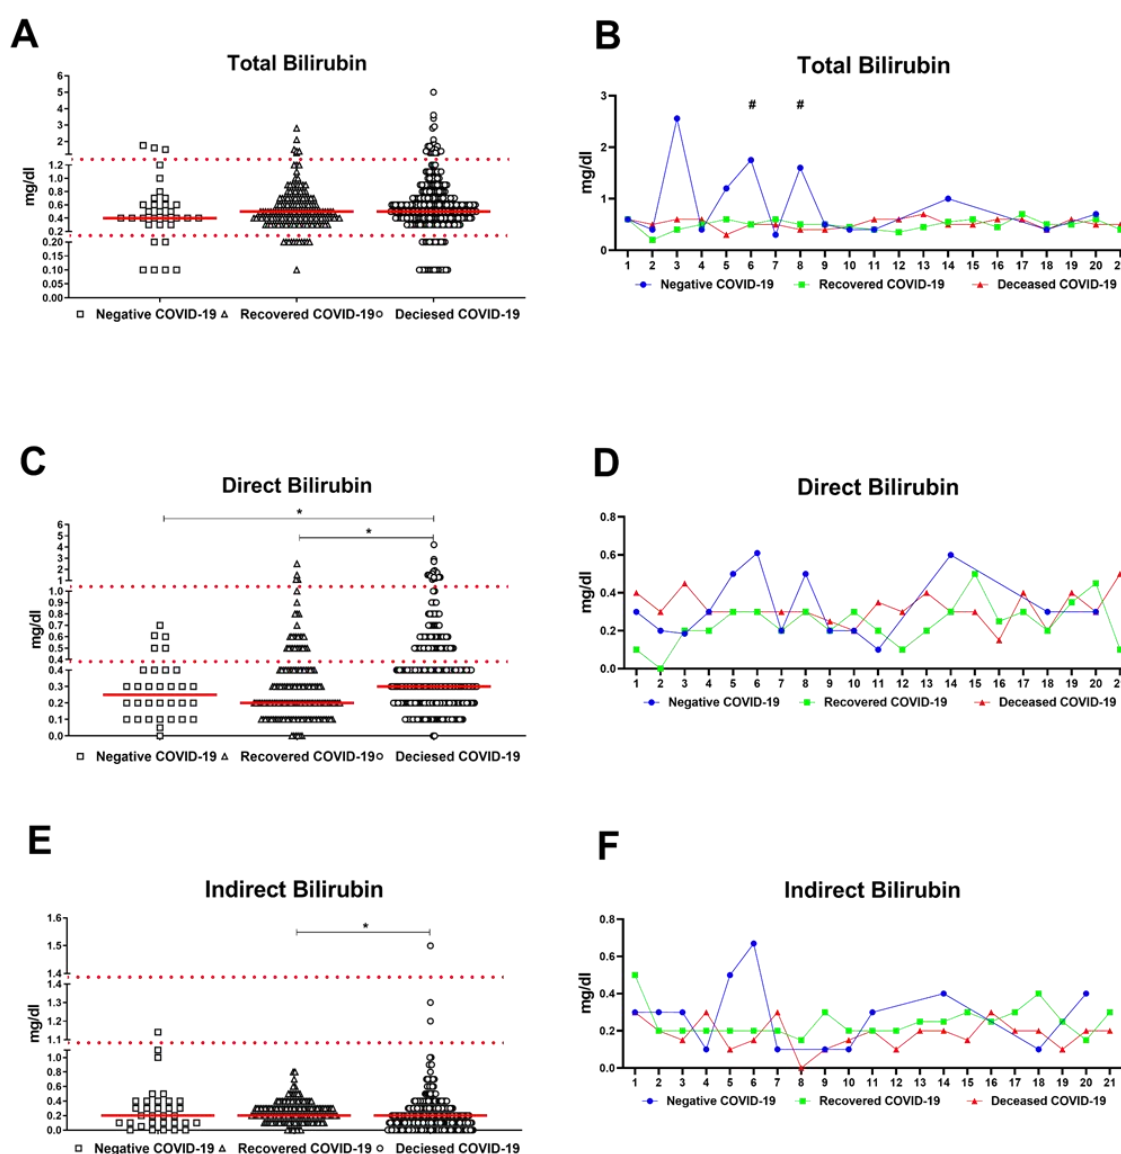 A
Total Bilirubin
mg/dl
6
5
4
3
2
1.2
1.0
0.8
0.6
0.4
0.2
0.20
0.15
0.10
0.05
0.00
Negative COVID-19
Recovered COVID-19
Deciesed COVID-19
B
Total Bilirubin
mg/dl
3
2
1
0
# #
1 2 3 4 5 6 7 8 9 10 11 12 13 14 15 16 17 18 19 20 2
Negative COVID-19
Recovered COVID-19
Deceased COVID-19
C
Direct Bilirubin
mg/dl
* *
6
5
4
3
2
1
1.0
0.9
0.8
0.7
0.6
0.5
0.4
0.4
0.3
0.2
0.1
0.0
Negative COVID-19
Recovered COVID-19
Deciesed COVID-19
D
Direct Bilirubin
mg/dl
0.8
0.6
0.4
0.2
0.0
1 2 3 4 5 6 7 8 9 10 11 12 13 14 15 16 17 18 19 20 2
Negative COVID-19
Recovered COVID-19
Deceased COVID-19
E
Indirect Bilirubin
mg/dl
*
1.6
1.5
1.4
1.4
1.3
1.2
1.1
1.0
0.8
0.6
0.4
0.2
0.0
Negative COVID-19
Recovered COVID-19
Deciesed COVID-19
F
Indirect Bilirubin
mg/dl
0.8
0.6
0.4
0.2
0.0
1 2 3 4 5 6 7 8 9 10 11 12 13 14 15 16 17 18 19 20 21
Negative COVID-19
Recovered COVID-19
Deceased COVID-19